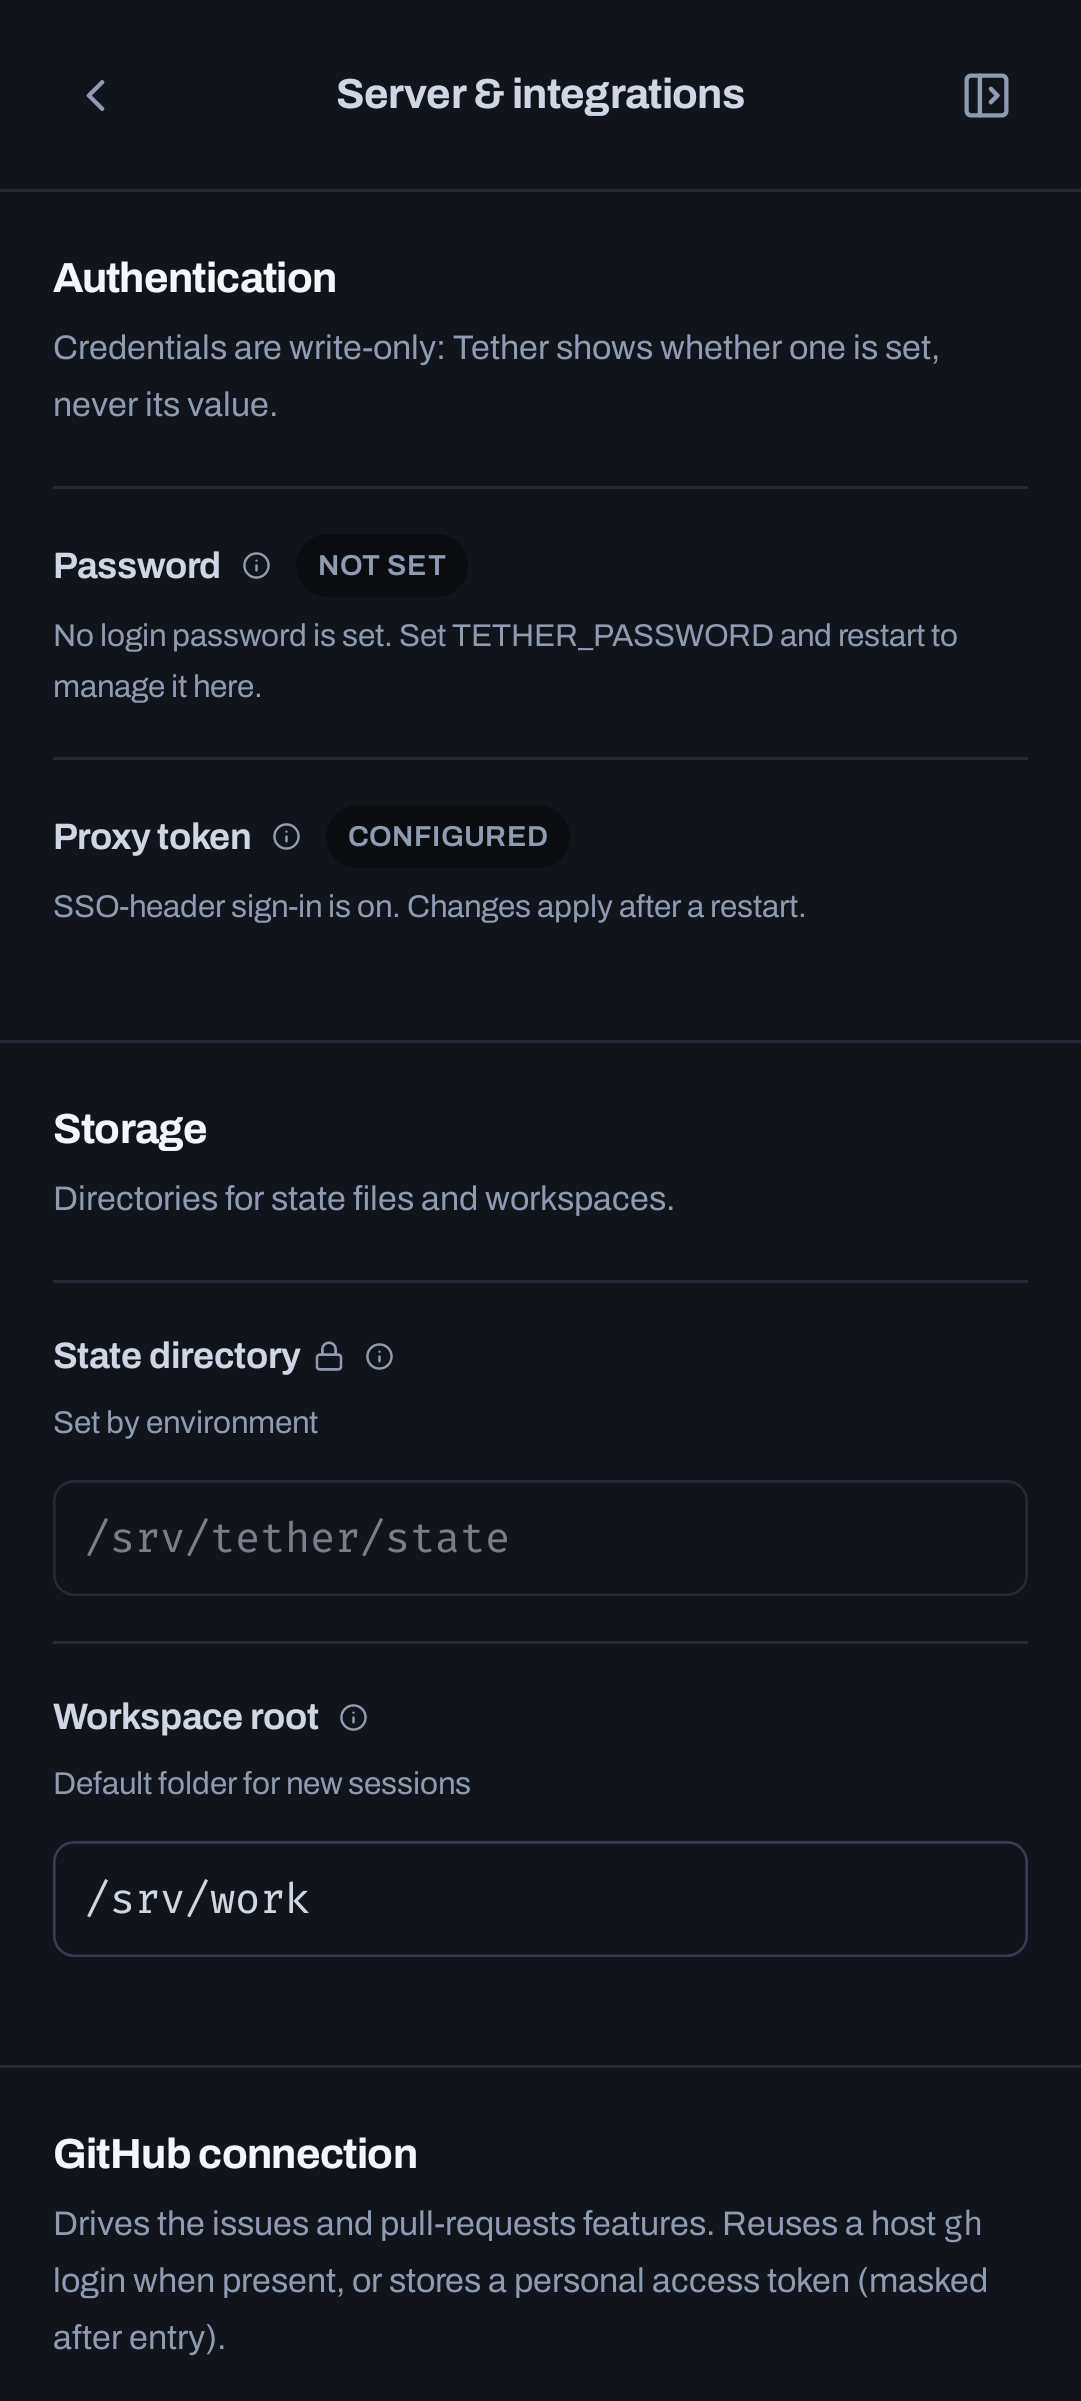 Server & integrations
Authentication
Credentials are write-only: Tether shows whether one is set,
never its value.
Password
NOT SET
No login password is set. Set TETHER_PASSWORD and restart to
manage it here.
Proxy token
CONFIGURED
SSO-header sign-in is on. Changes apply after a restart.
Storage
Directories for state files and workspaces.
State directory
Set by environment
/srv/tether/state
Workspace root
Default folder for new sessions
/srv/work
GitHub connection
Drives the issues and pull-requests features. Reuses a host gh
login when present, or stores a personal access token (masked
after entry).